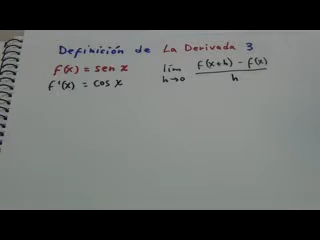 Definición de La Derivada 3
f(x) = sen x
f'(x) = cos x
lím h→0 f(x+h) - f(x) / h